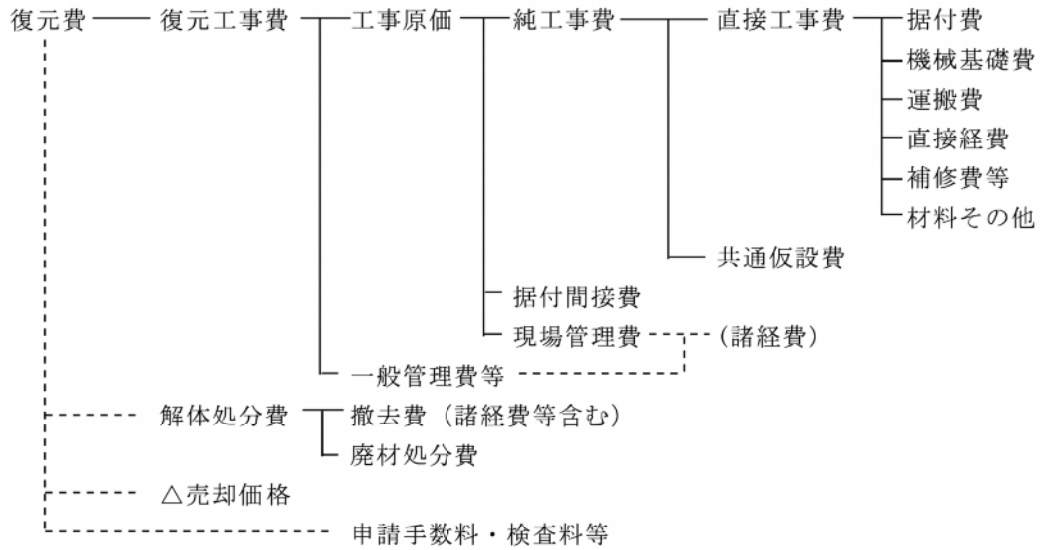 復元費 復元工事費 工事原価 純工事費 直接工事費 据付費
機械基礎費
運搬費
直接経費
補修費等
材料その他
共通仮設費
据付間接費
現場管理費 (諸経費)
一般管理費等
解体処分費 撤去費（諸経費等含む）
廃材処分費
△売却価格
申請手数料・検査料等